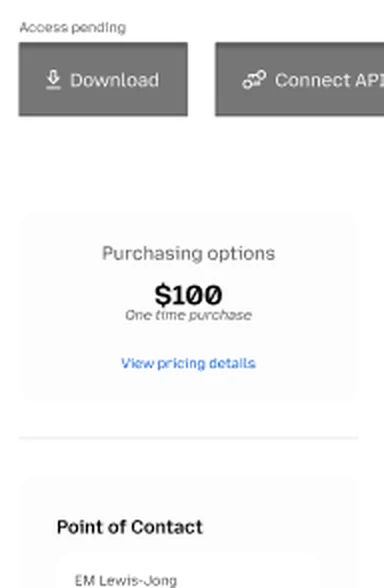 Access pending
Download
Connect API
Purchasing options
$100
One time purchase
View pricing details
Point of Contact
EM Lewis-Jong